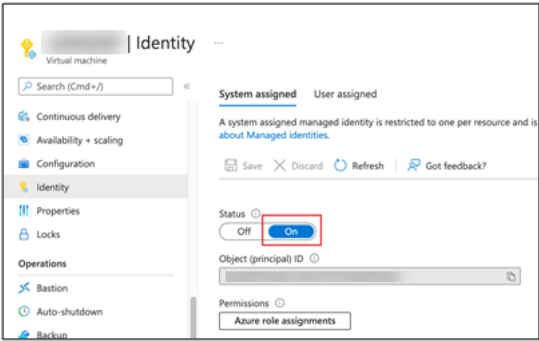 | Identity ...
Virtual machine
Search (Cmd+/)
«
Continuous delivery
Availability + scaling
Configuration
Identity
Properties
Locks
Operations
Bastion
Auto-shutdown
Backup
System assigned User assigned
A system assigned managed identity is restricted to one per resource and is
about Managed identities.
Save Discard Refresh | Got feedback?
Status
Off On
Object (principal) ID
Permissions
Azure role assignments